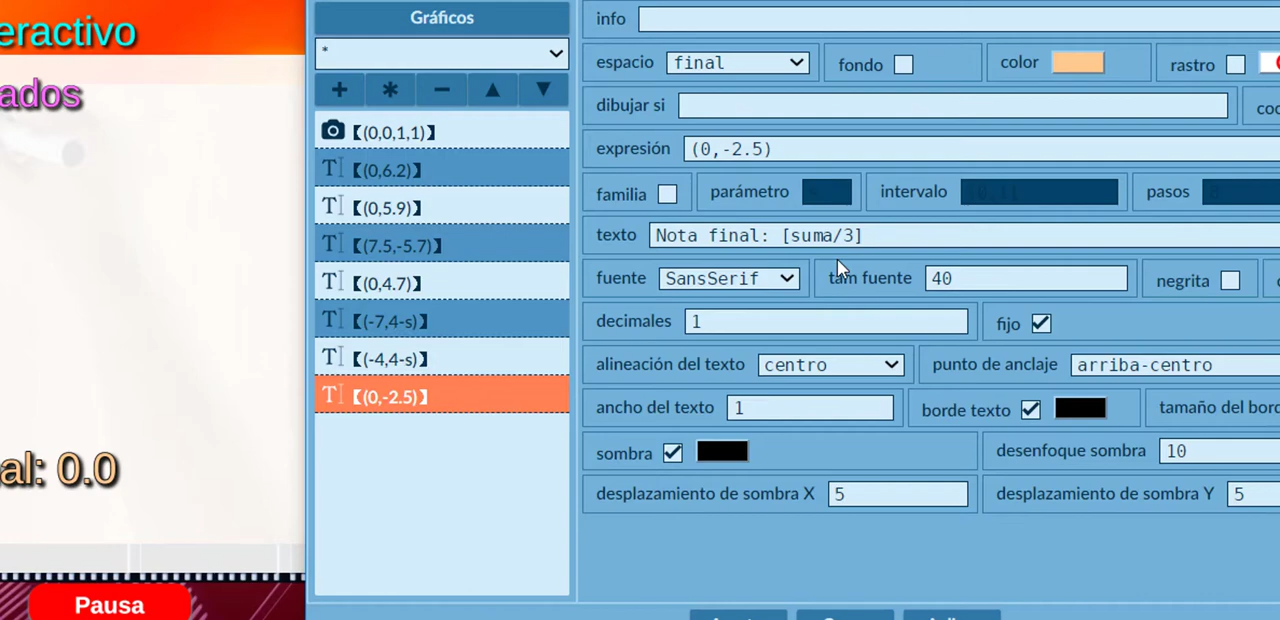 eractivo
ados
al: 0.0
Pausa
Gráficos
*
【(0,0,1,1)】
【(0,6.2)】
【(0,5.9)】
【(7.5,-5.7)】
【(0,4.7)】
【(-7,4-s)】
【(-4,4-s)】
【(0,-2.5)】
info
espacio final fondo color rastro
dibujar si
expresión (0,-2.5)
familia parámetro intervalo pasos 8
texto Nota final: [suma/3]
fuente SansSerif tam fuente 40 negrita
decimales 1 fijo
alineación del texto centro punto de anclaje arriba-centro
ancho del texto 1 borde texto tamaño del bord
sombra desenfoque sombra 10
desplazamiento de sombra X 5 desplazamiento de sombra Y 5